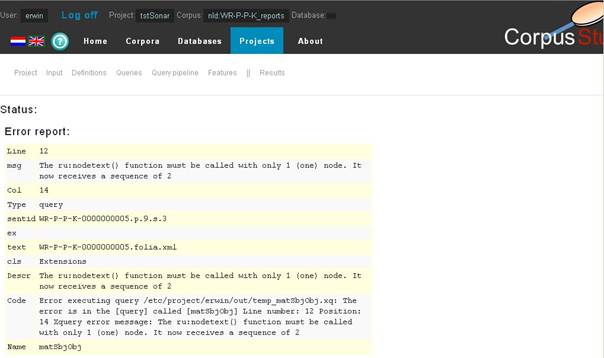 User: erwin Log off Project: tstSonar Corpus: nld:WR-P-P-K_reports Database:
Home Corpora Databases Projects About
CorpusStu
Project Input Definitions Queries Query pipeline Features || Results
Status:
Error report:
Line 12
msg The ru:nodetext() function must be called with only 1 (one) node. It
now receives a sequence of 2
Col 14
Type query
sentid WR-P-P-K-0000000005.p.9.s.3
ex
text WR-P-P-K-0000000005.folia.xml
cls Extensions
Descr The ru:nodetext() function must be called with only 1 (one) node. It
now receives a sequence of 2
Code Error executing query /etc/project/erwin/out/temp_matSbjObj.xq: The
error is in the [query] called [matSbjObj] Line number: 12 Position:
14 Xquery error message: The ru:nodetext() function must be called
with only 1 (one) node. It now receives a sequence of 2
Name matSbjObj